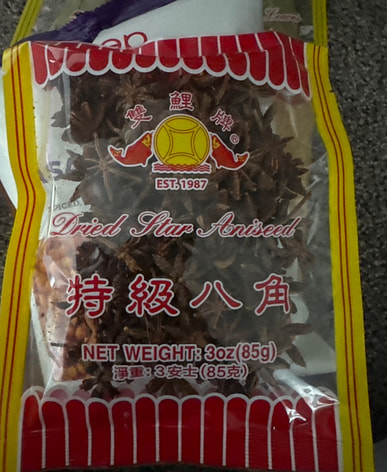 雙鯉牌
EST. 1987
Dried Star Aniseed
特級八角
NET WEIGHT: 3oz(85g)
淨重：3安士(85克)